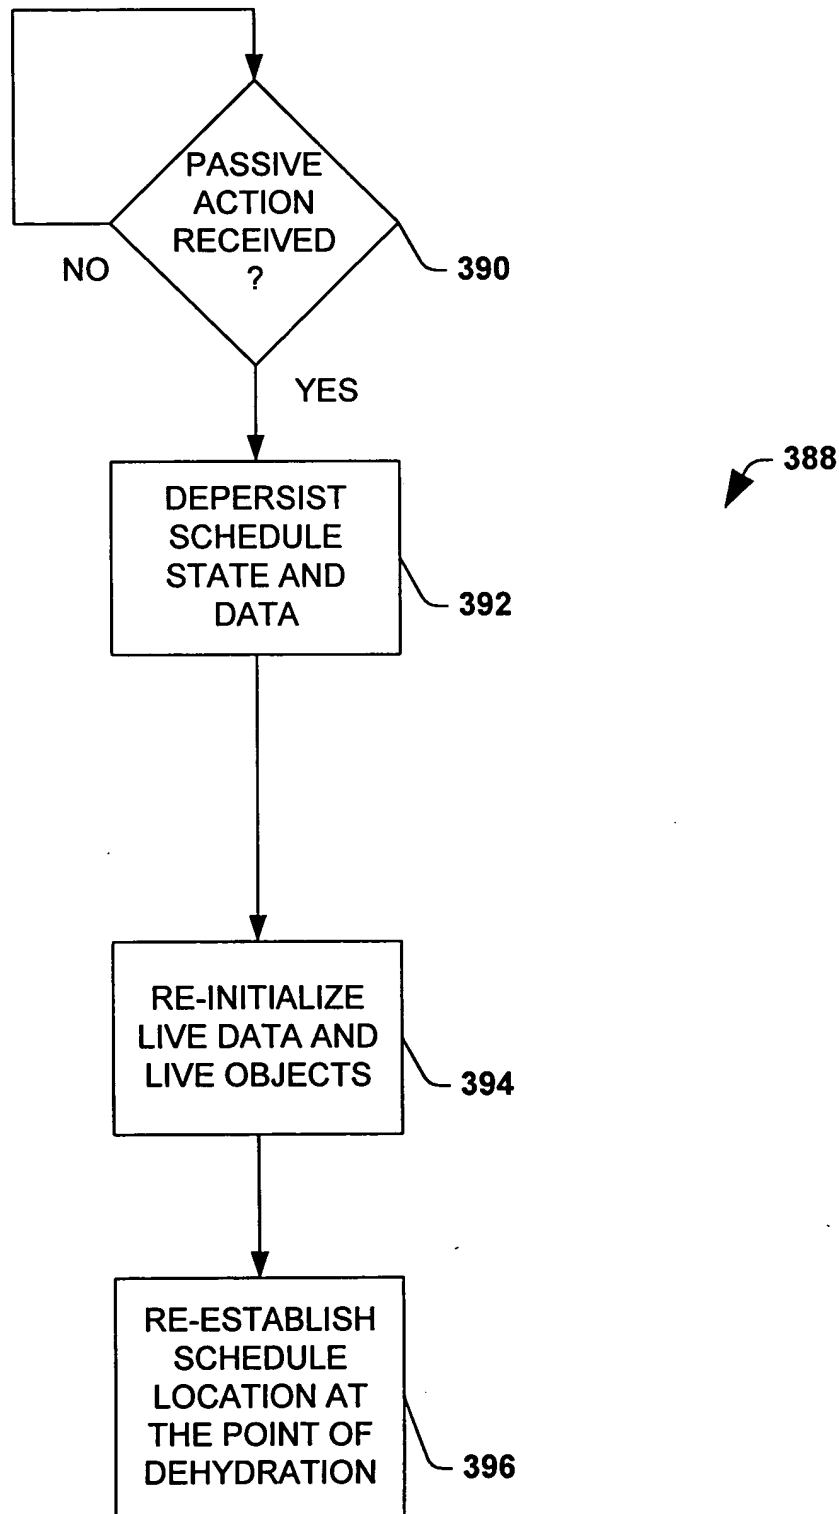 PASSIVE
ACTION
RECEIVED
?
NO
390
YES
388
DEPERSIST
SCHEDULE
STATE AND
DATA
392
RE-INITIALIZE
LIVE DATA AND
LIVE OBJECTS
394
RE-ESTABLISH
SCHEDULE
LOCATION AT
THE POINT OF
DEHYDRATION
396